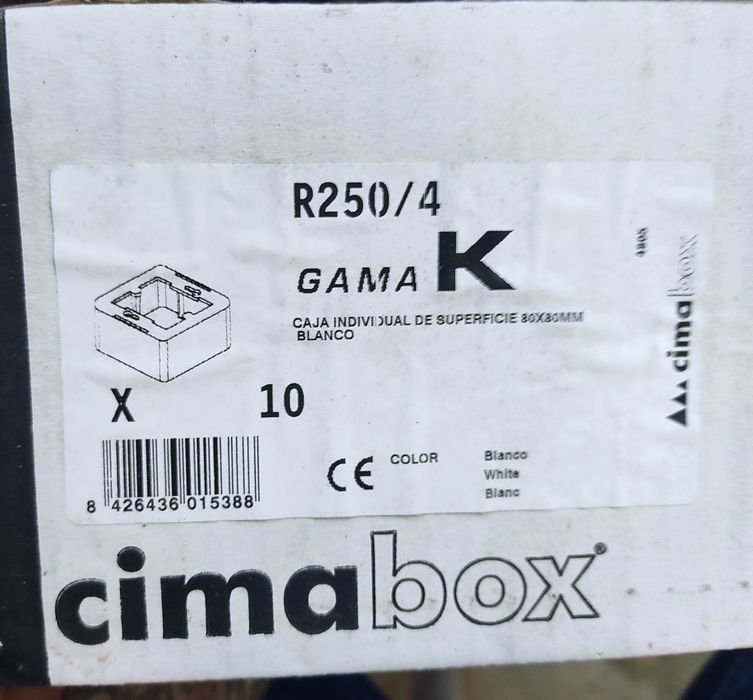 R250/4
GAMA K
CAJA INDIVIDUAL DE SUPERFICIE 80X80MM
BLANCO
4805
cimabox
X 10
8 426436 015388
CE
COLOR Blanco
White
Blanc
cimabox®